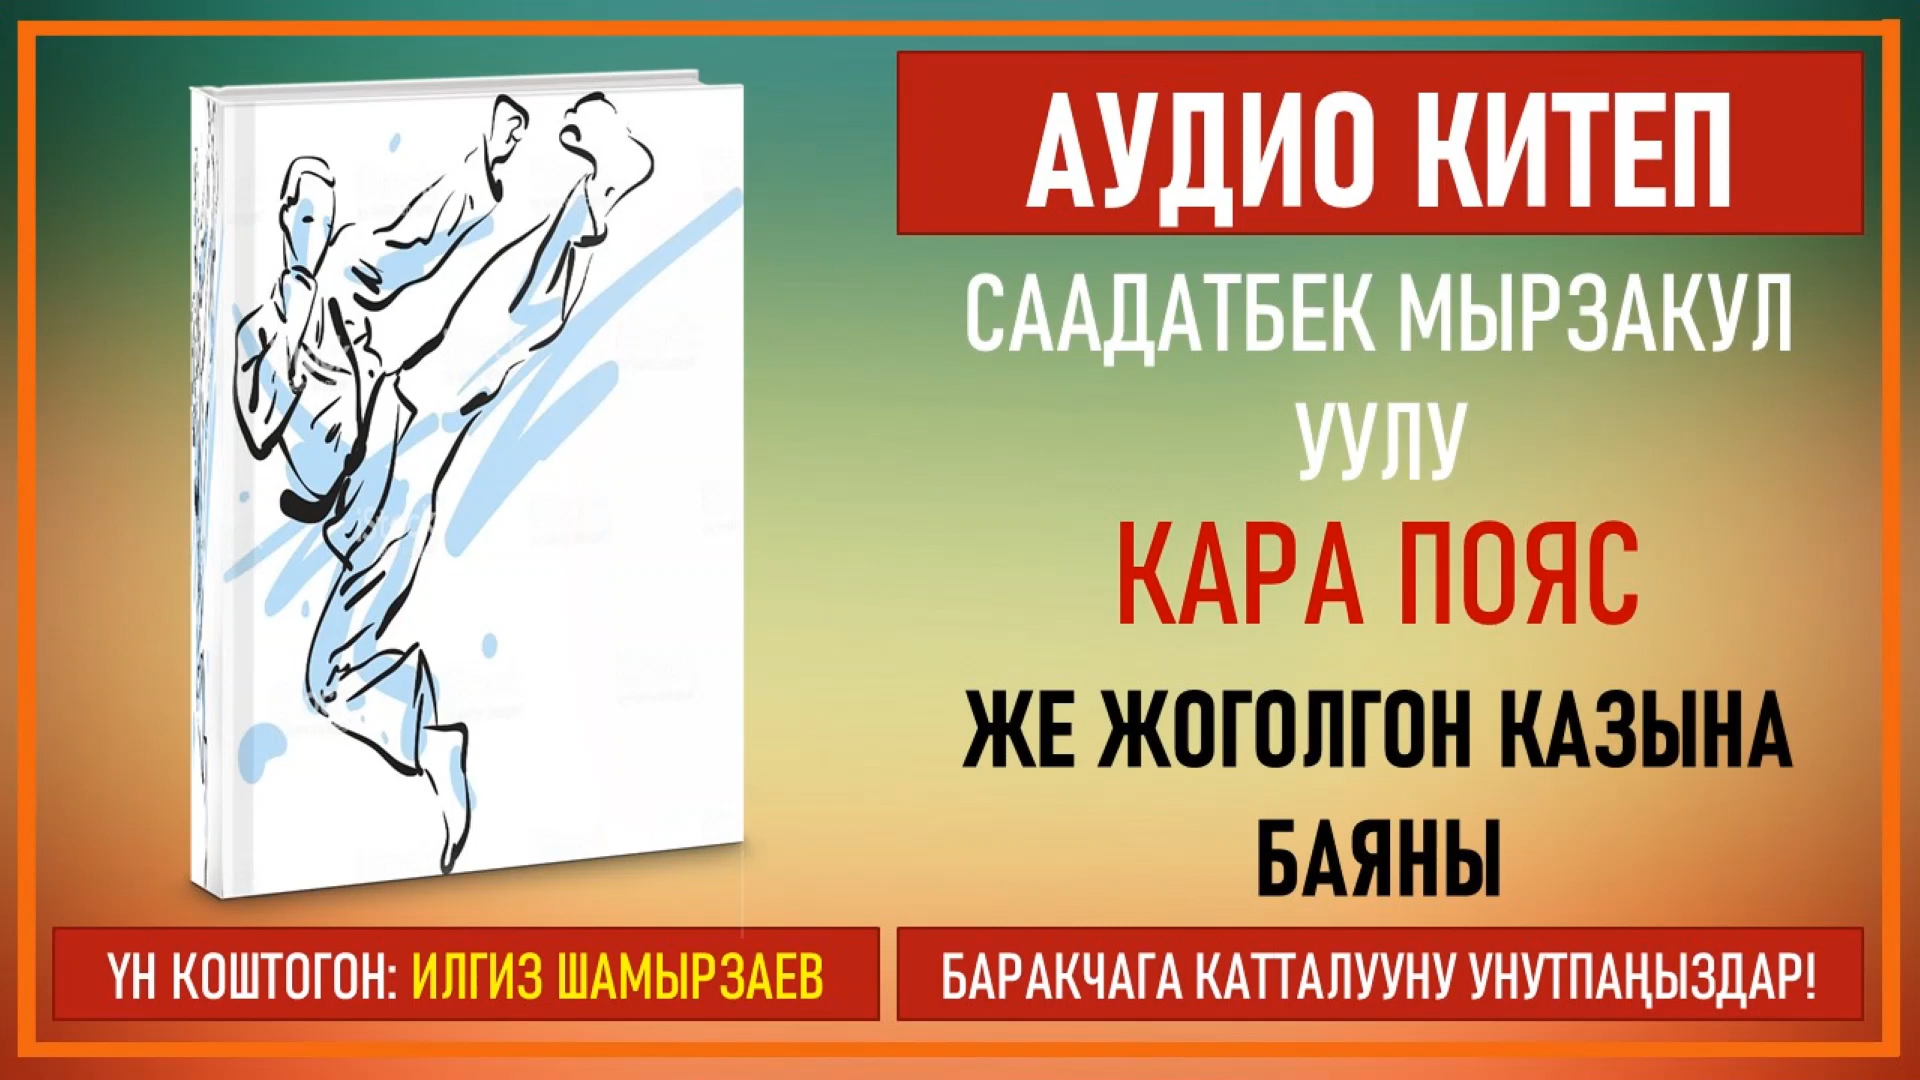 АУДИО КИТЕП
СААДАТБЕК МЫРЗАКУЛ
УУЛУ
КАРА ПОЯС
ЖЕ ЖОГОЛГОН КАЗЫНА
БАЯНЫ
ҮН КОШТОГОН: ИЛГИЗ ШАМЫРЗАЕВ
БАРАКЧАГА КАТТАЛУУНУ УНУТПАҢЫЗДАР!